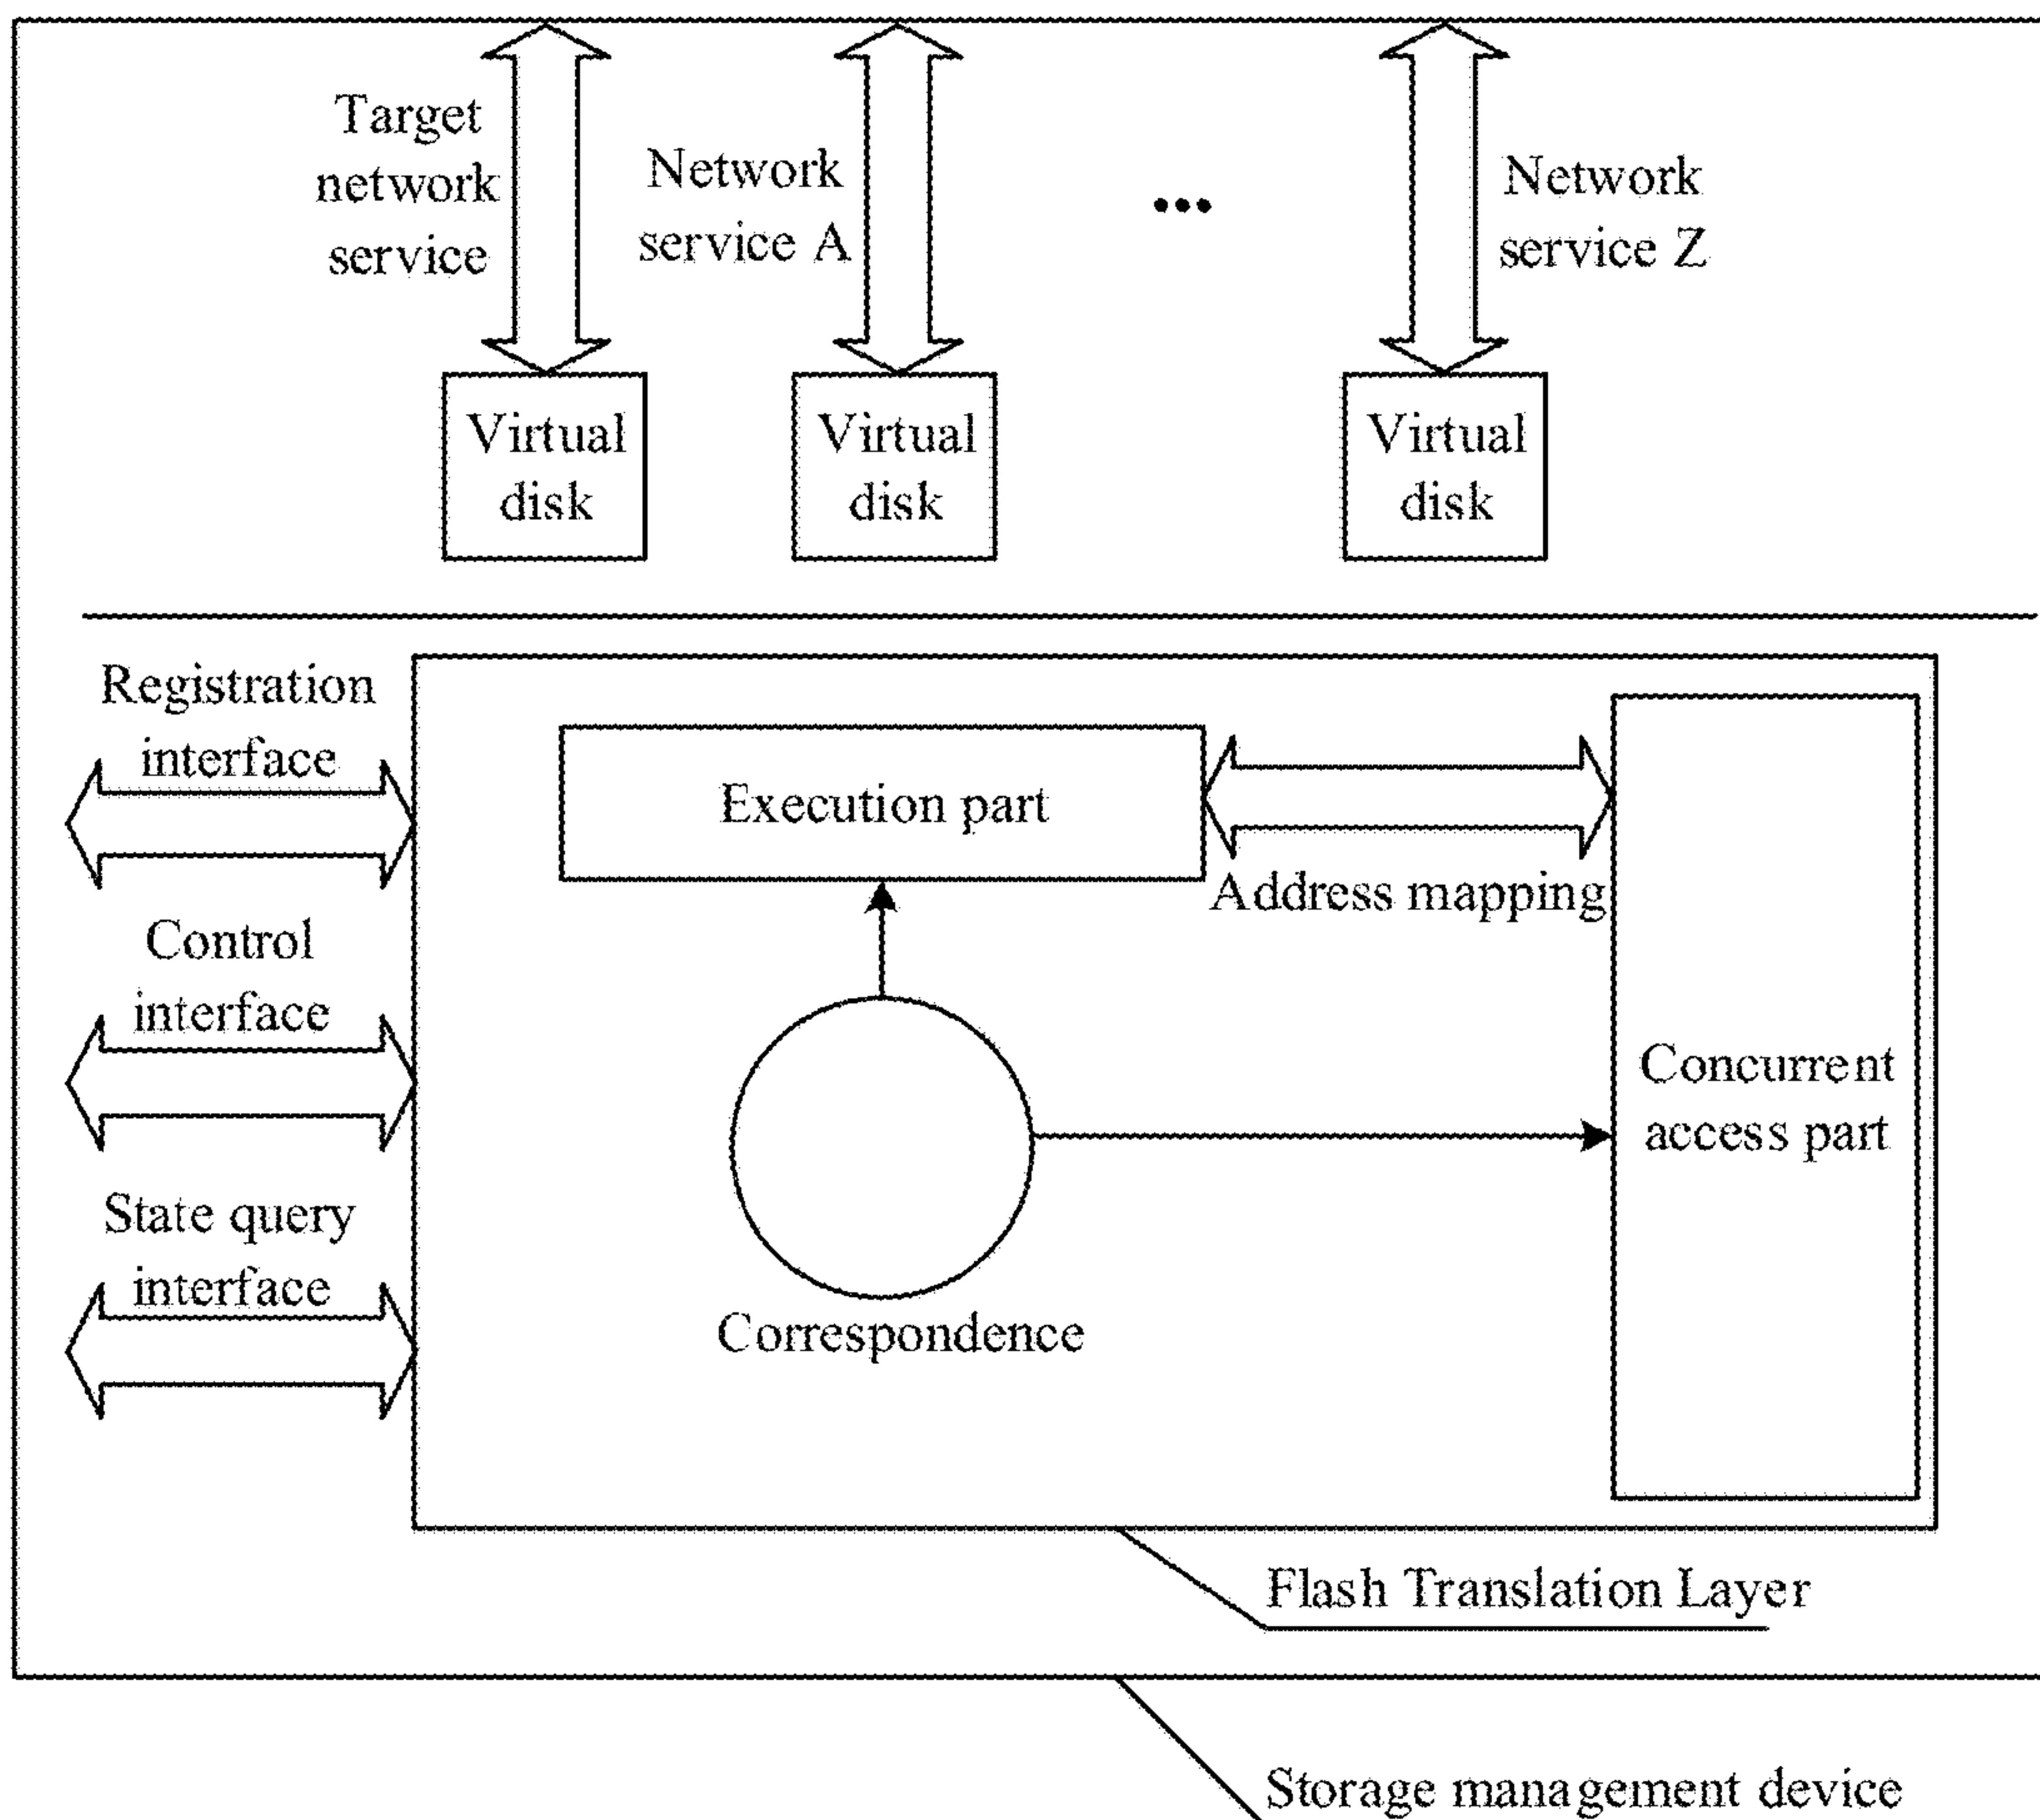 Target
network
service
Network
service A
...
Network
service Z
Virtual
disk
Virtual
disk
Virtual
disk
Registration
interface
Control
interface
State query
interface
Execution part
Address mapping
Correspondence
Concurrent
access part
Flash Translation Layer
Storage management device